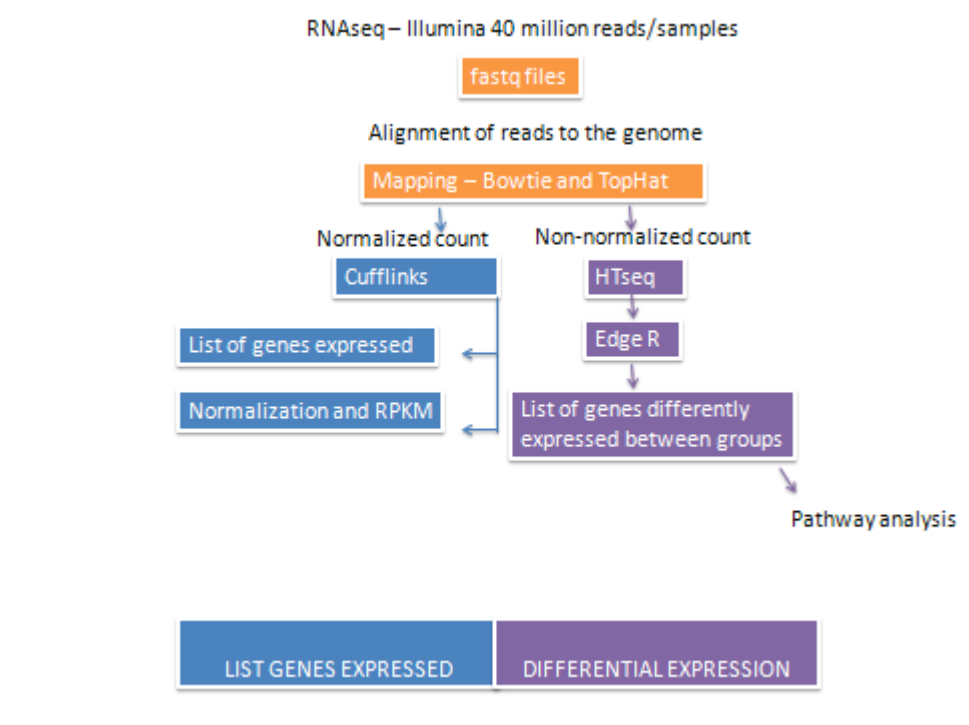 RNAseq – Illumina 40 million reads/samples
fastq files
Alignment of reads to the genome
Mapping – Bowtie and TopHat
Normalized count
Non-normalized count
Cufflinks
HTseq
List of genes expressed
Edge R
Normalization and RPKM
List of genes differently
expressed between groups
Pathway analysis
LIST GENES EXPRESSED
DIFFERENTIAL EXPRESSION